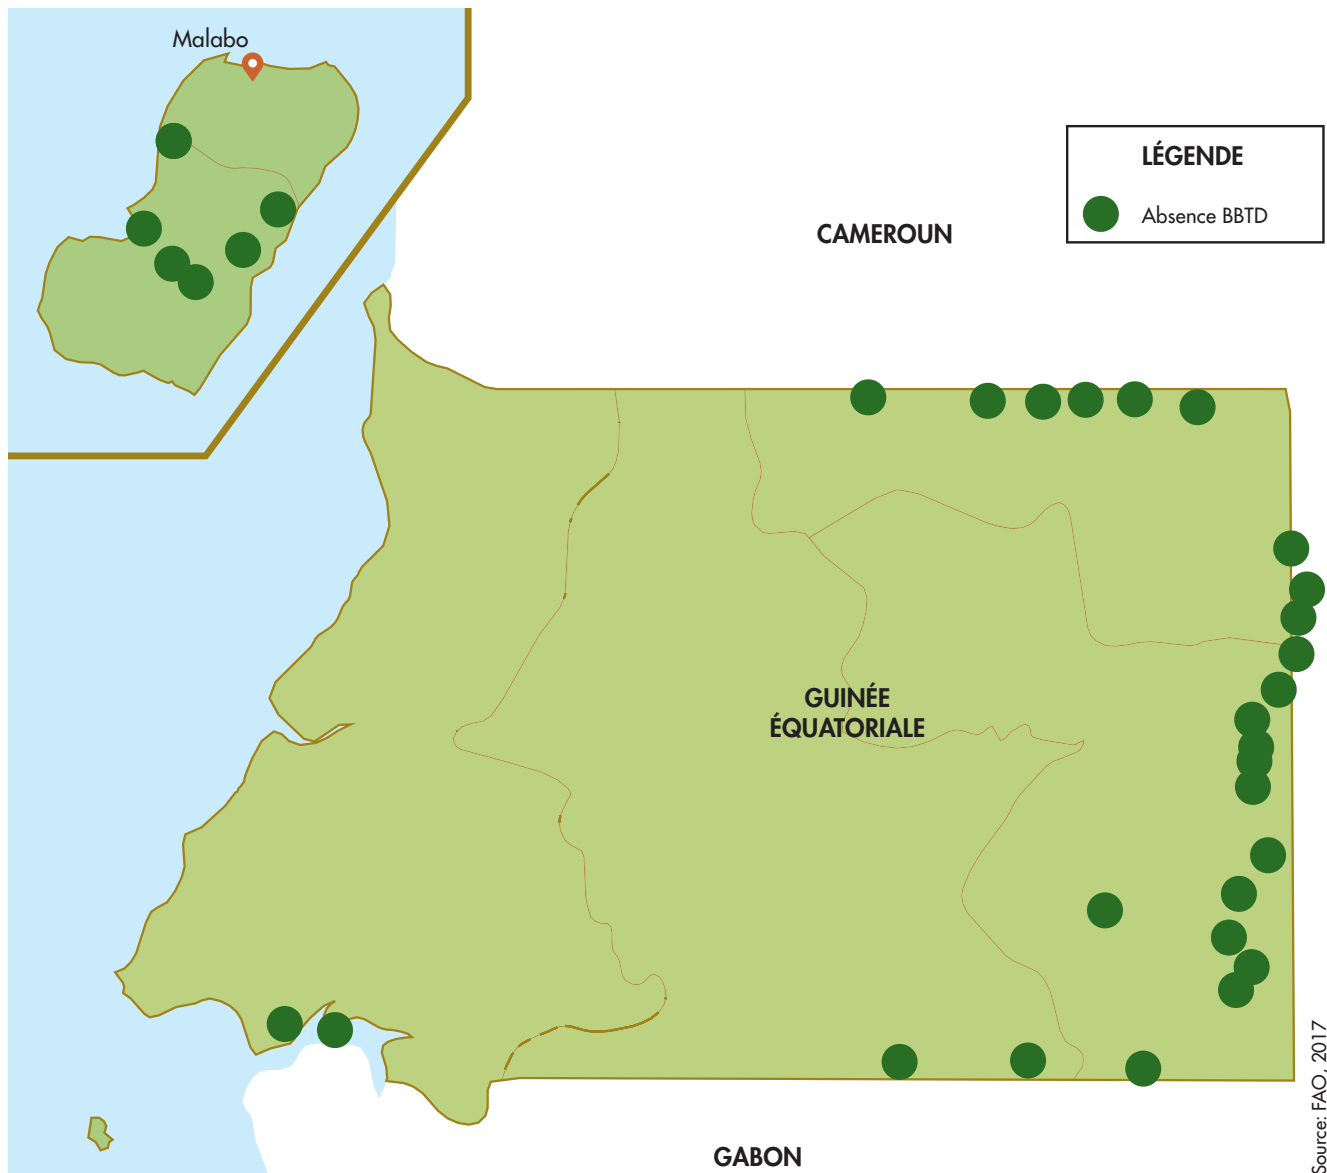 Malabo
LÉGENDE
Absence BBTD
CAMEROUN
GUINÉE
ÉQUATORIALE
GABON
Source: FAO, 2017